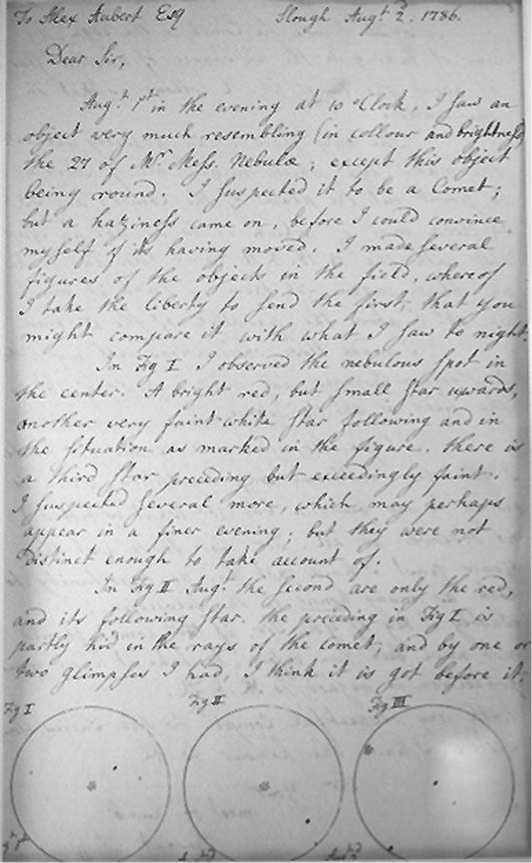 To Alex Aubert Esq Slough Augt. 2d. 1786.
Dear Sir,
Augt. 1st in the evening at 10 oClock, I saw an
object very much resembling (in collour and brightness)
the 27 of Mr. Mess. Nebulæ; except this object
being round. I suspected it to be a Comet;
but a haziness came on, before I could convince
myself of its having moved. I made several
figures of the objects in the field, whereof
I take the liberty to send the first, that you
might compare it with what I saw to night.
In Fig I I observed the nebulous spot in
the center. A bright red, but small star upwards,
another very faint white star following and in
the situation as marked in the figure. there is
a third star preceding but exceedingly faint.
I suspected several more, which may perhaps
appear in a finer evening; but they were not
distinct enough to take account of.
In Fig II Augt. the second are only the red,
and its following star. the preceding in Fig I is
partly hid in the rays of the comet; and by one or
two glimpses I had, I think it is got before it.
Fig I Fig II Fig III